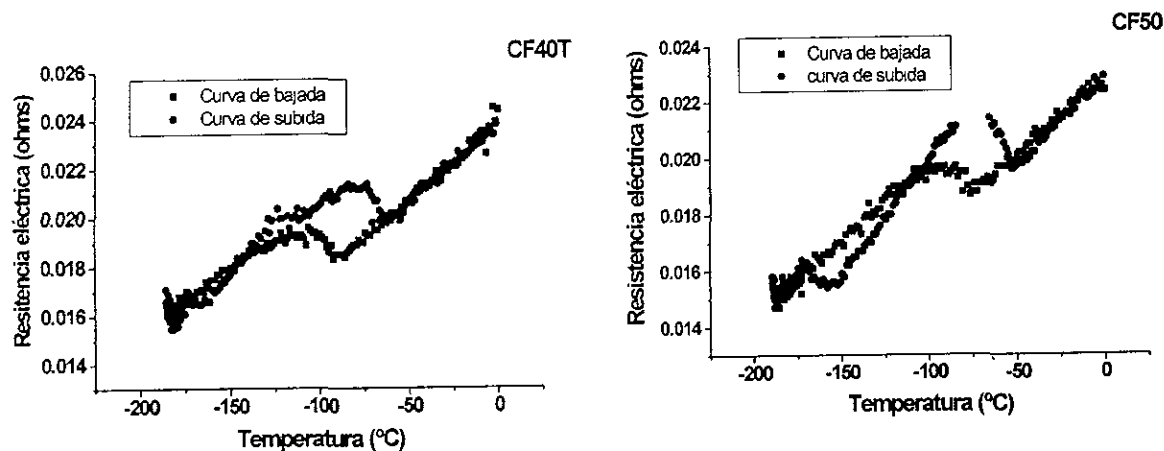 CF40T
Resitencia eléctrica (ohms)
0.026
0.024
0.022
0.020
0.018
0.016
0.014
Curva de bajada
Curva de subida
-200 -150 -100 -50 0
Temperatura (ºC)
CF50
Resistencia eléctrica (ohms)
0.024
0.022
0.020
0.018
0.016
0.014
Curva de bajada
curva de subida
-200 -150 -100 -50 0
Temperatura (ºC)